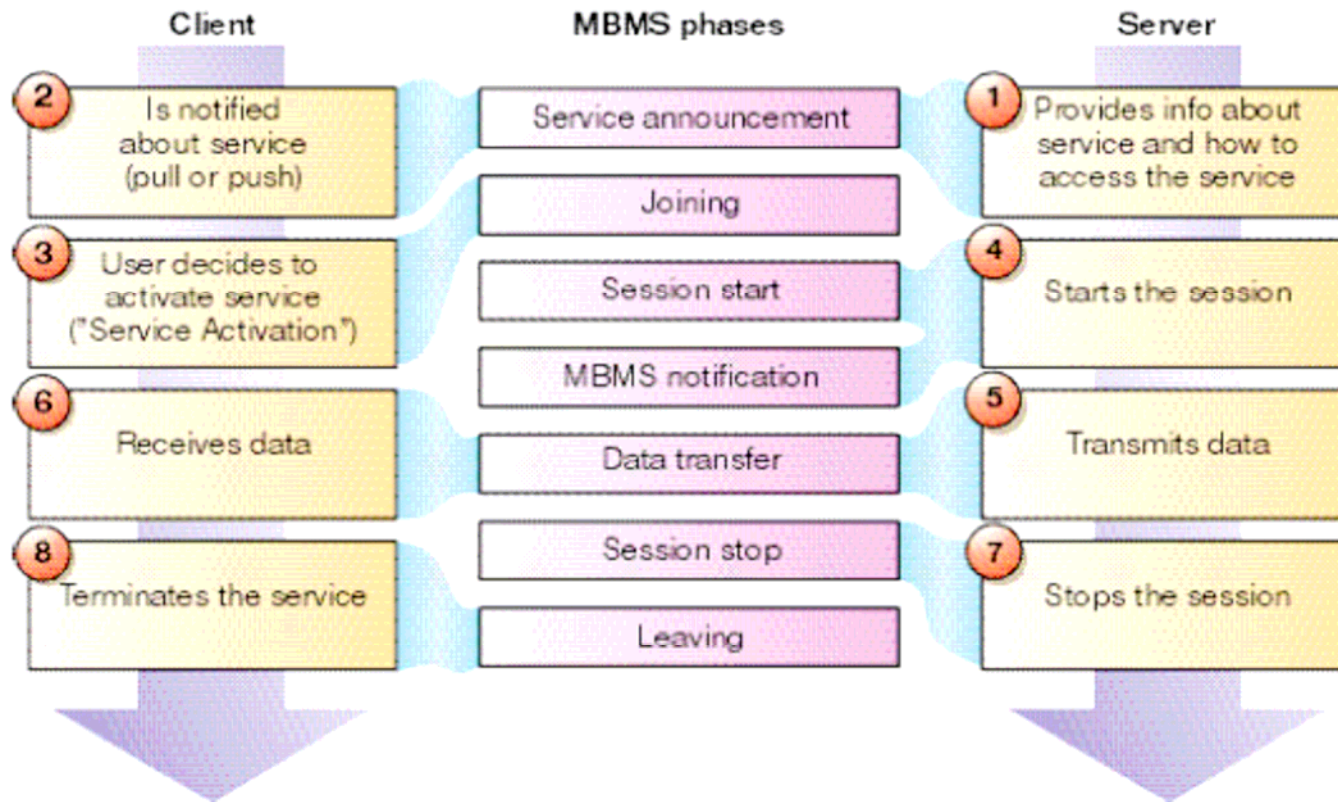 Client
MBMS phases
Server
2
Is notified
about service
(pull or push)
3
User decides to
activate service
("Service Activation")
6
Receives data
8
Terminates the service
Service announcement
Joining
Session start
MBMS notification
Data transfer
Session stop
Leaving
1
Provides info about
service and how to
access the service
4
Starts the session
5
Transmits data
7
Stops the session